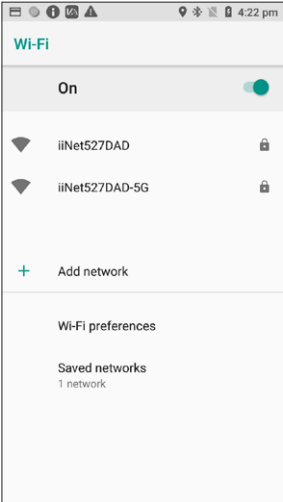 4:22 pm
Wi-Fi
On
iiNet527DAD
iiNet527DAD-5G
Add network
Wi-Fi preferences
Saved networks
1 network